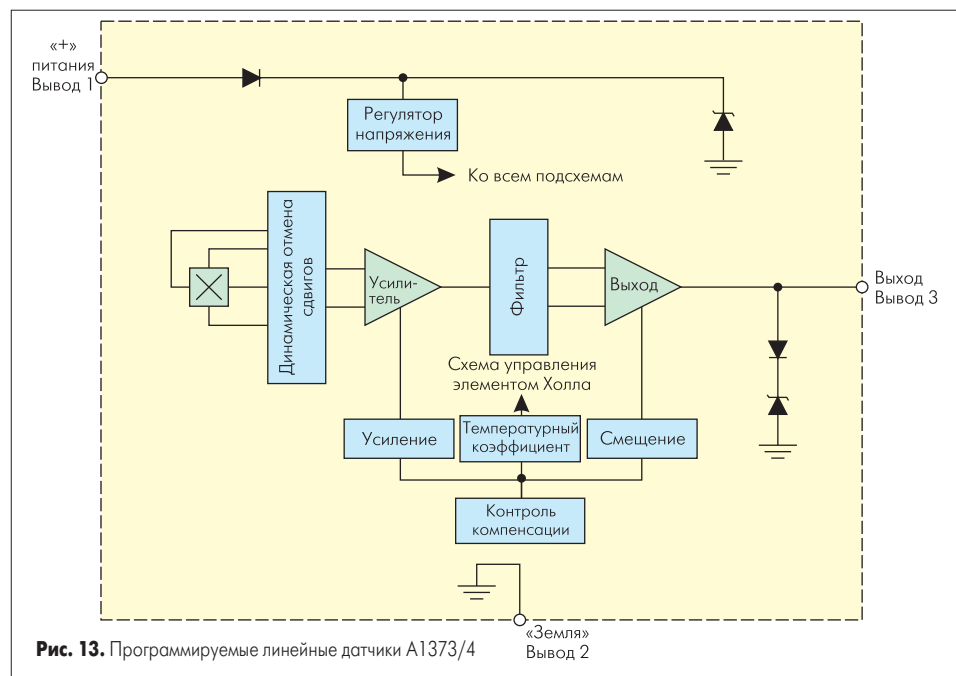 «+»
питания
Вывод 1
Регулятор
напряжения
Ко всем подсхемам
Динамическая отмена
сдвигов
Усили-
тель
Фильтр
Выход
Выход
Вывод 3
Схема управления
элементом Холла
Усиление
Температурный
коэффициент
Смещение
Контроль
компенсации
«Земля»
Вывод 2
Рис. 13. Программируемые линейные датчики A1373/4